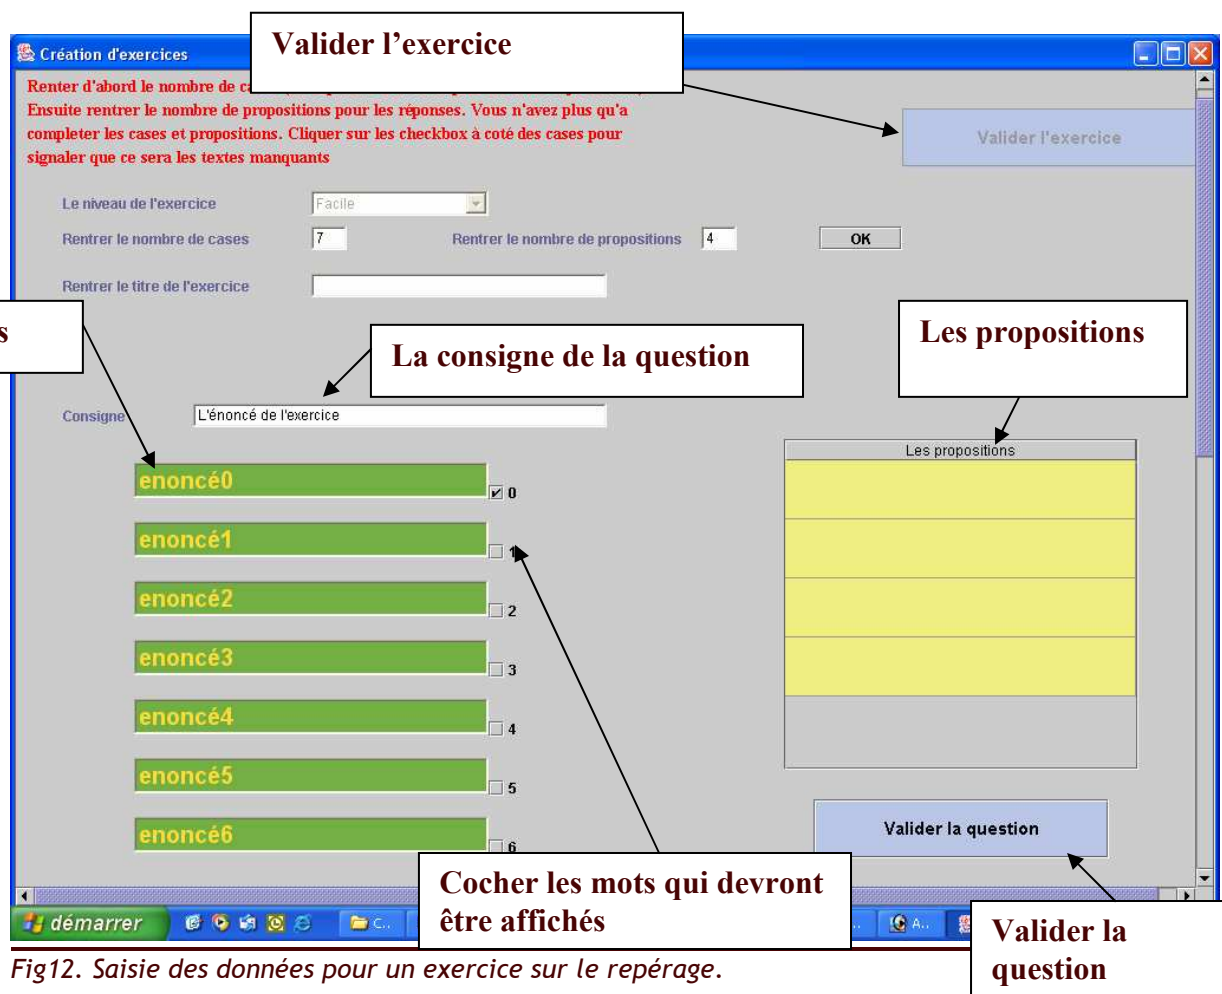 Valider l'exercice
Création d'exercices
Renter d'abord le nombre de
Ensuite rentrer le nombre de propositions pour les réponses. Vous n'avez plus qu'a
completer les cases et propositions. Cliquer sur les checkbox à coté des cases pour
signaler que ce sera les textes manquants
Valider l'exercice
Le niveau de l'exercice Facile
Rentrer le nombre de cases 7 Rentrer le nombre de propositions 4 OK
Rentrer le titre de l'exercice
s
La consigne de la question
Les propositions
Consigne L'énoncé de l'exercice
Les propositions
enoncé0 0
enoncé1 1
enoncé2 2
enoncé3 3
enoncé4 4
enoncé5 5
enoncé6 6
Valider la question
Cocher les mots qui devront
être affichés
démarrer C.. A..
Valider la
question
Fig12. Saisie des données pour un exercice sur le repérage.